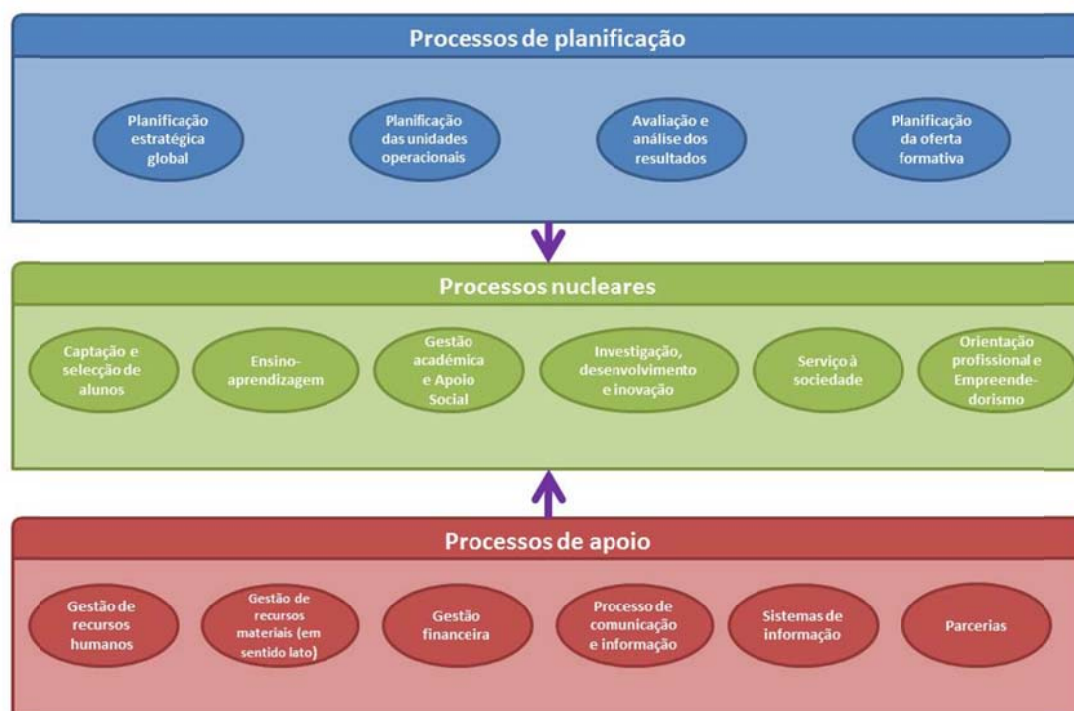 Processos de planificação
Planificação
estratégica
global
Planificação
das unidades
operacionais
Avaliação e
análise dos
resultados
Planificação
da oferta
formativa
Processos nucleares
Captação e
selecção de
alunos
Ensino-
aprendizagem
Gestão
académica
e Apoio
Social
Investigação,
desenvolvimento
e inovação
Serviço à
sociedade
Orientação
profissional e
Empreende-
dorismo
Processos de apoio
Gestão de
recursos
humanos
Gestão de
recursos
materiais (em
sentido lato)
Gestão
financeira
Processo de
comunicação
e informação
Sistemas de
informação
Parcerias